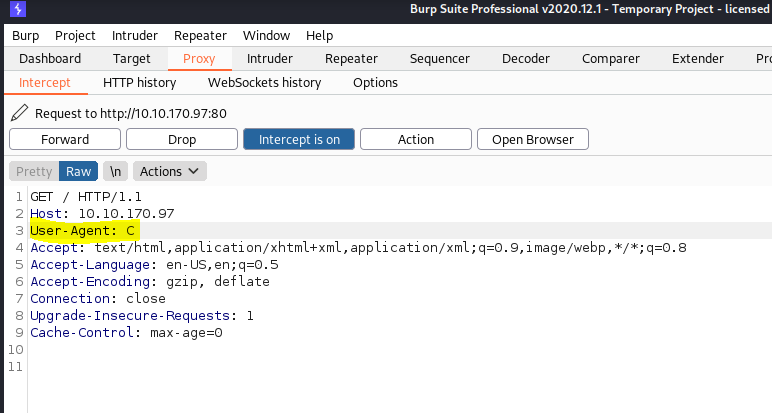 Burp Suite Professional v2020.12.1 - Temporary Project - licensed
Burp Project Intruder Repeater Window Help
Dashboard Target Proxy Intruder Repeater Sequencer Decoder Comparer Extender
Intercept HTTP history WebSockets history Options
Request to http://10.10.170.97:80
Forward Drop Intercept is on Action Open Browser
Pretty Raw \n Actions
1 GET / HTTP/1.1
2 Host: 10.10.170.97
3 User-Agent: C
4 Accept: text/html,application/xhtml+xml,application/xml;q=0.9,image/webp,*/*;q=0.8
5 Accept-Language: en-US,en;q=0.5
6 Accept-Encoding: gzip, deflate
7 Connection: close
8 Upgrade-Insecure-Requests: 1
9 Cache-Control: max-age=0
10
11